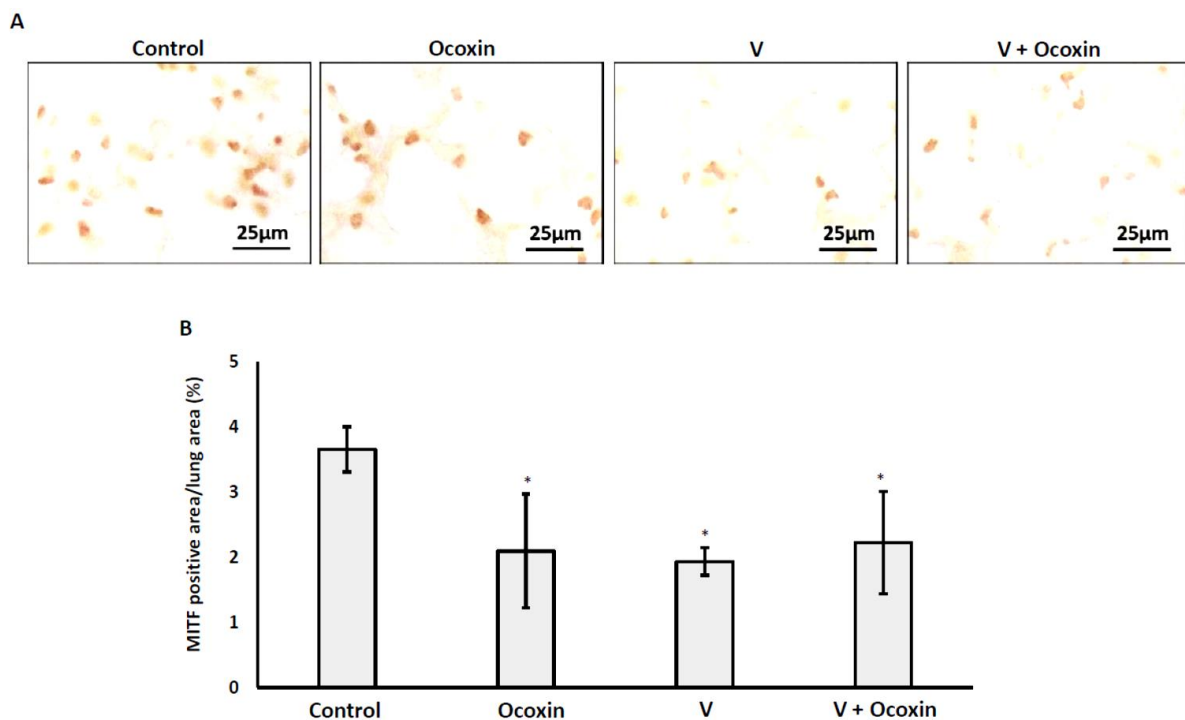 A
Control Ocoxin V V + Ocoxin
25µm 25µm 25µm 25µm
B
MITF positive area/lung area (%)
5
4
3
2
1
0
* * *
Control Ocoxin V V + Ocoxin